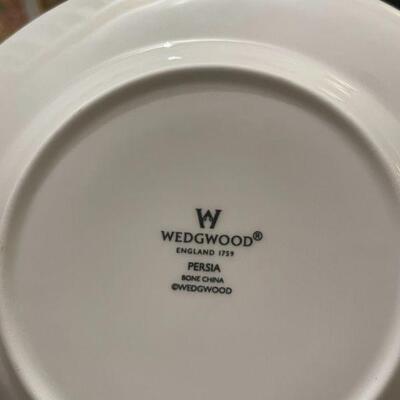 W
WEDGWOOD®
ENGLAND 1759
PERSIA
BONE CHINA
©WEDGWOOD